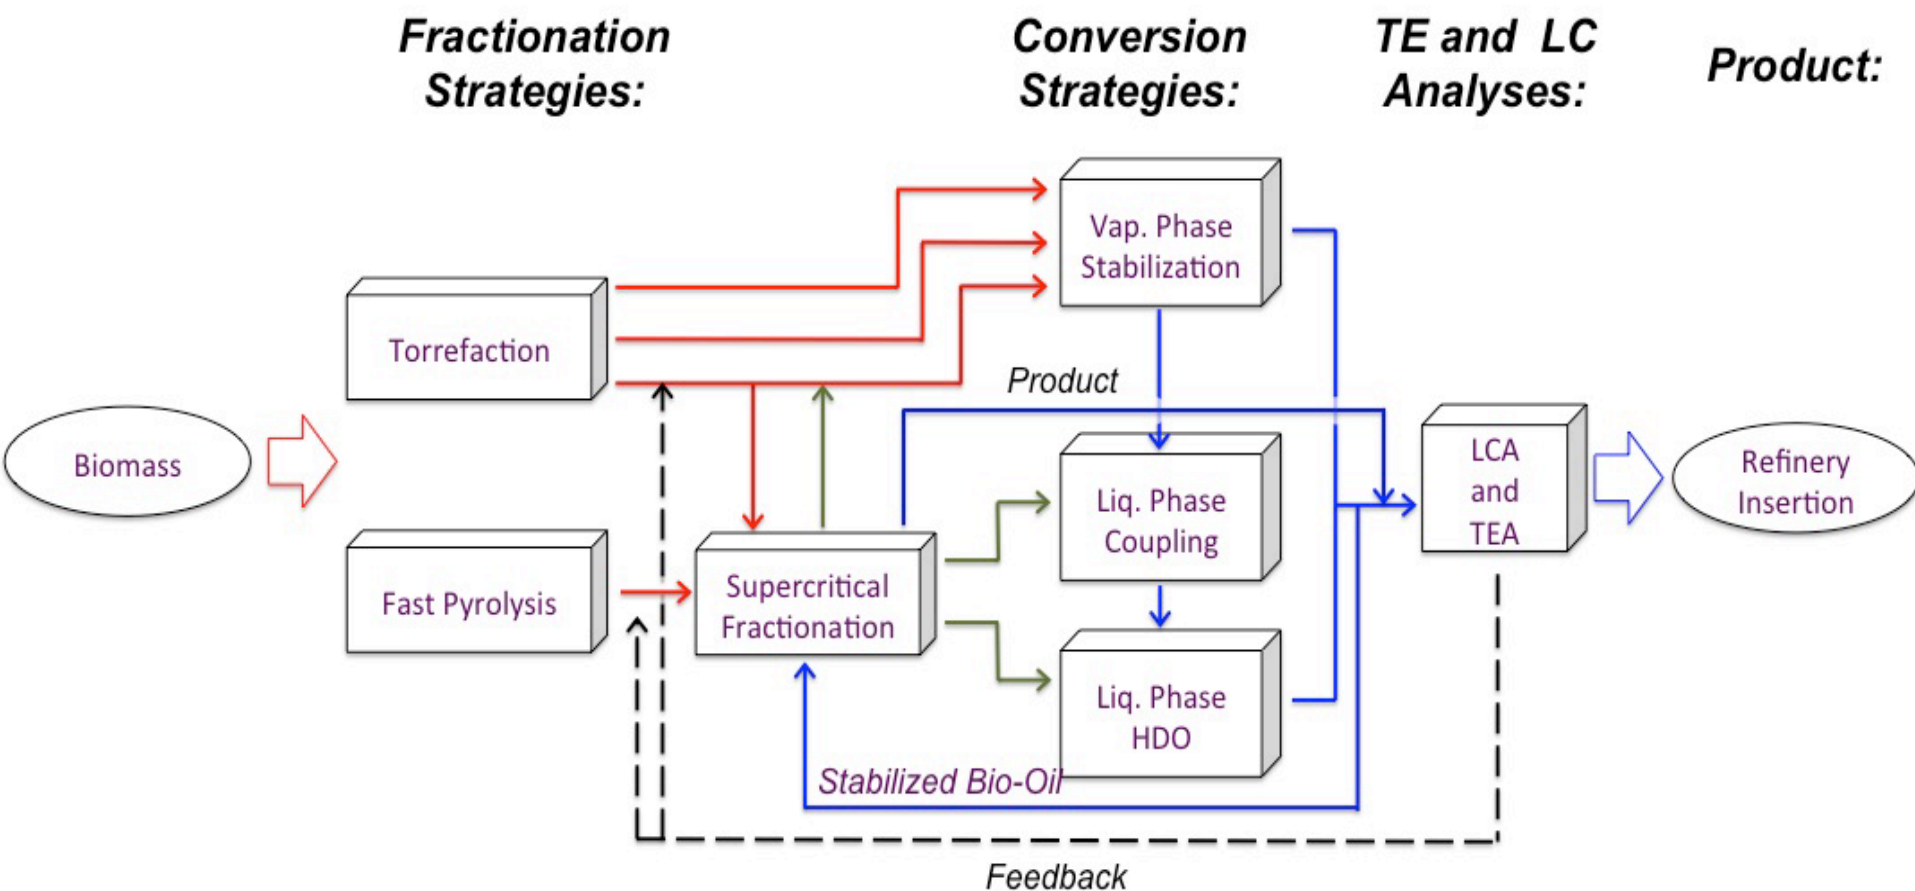 Fractionation
Strategies:
Conversion
Strategies:
TE and LC
Analyses:
Product:
Vap. Phase
Stabilization
Torrefaction
Product
Biomass
LCA
and
TEA
Refinery
Insertion
Liq. Phase
Coupling
Fast Pyrolysis
Supercritical
Fractionation
Liq. Phase
HDO
Stabilized Bio-Oil
Feedback